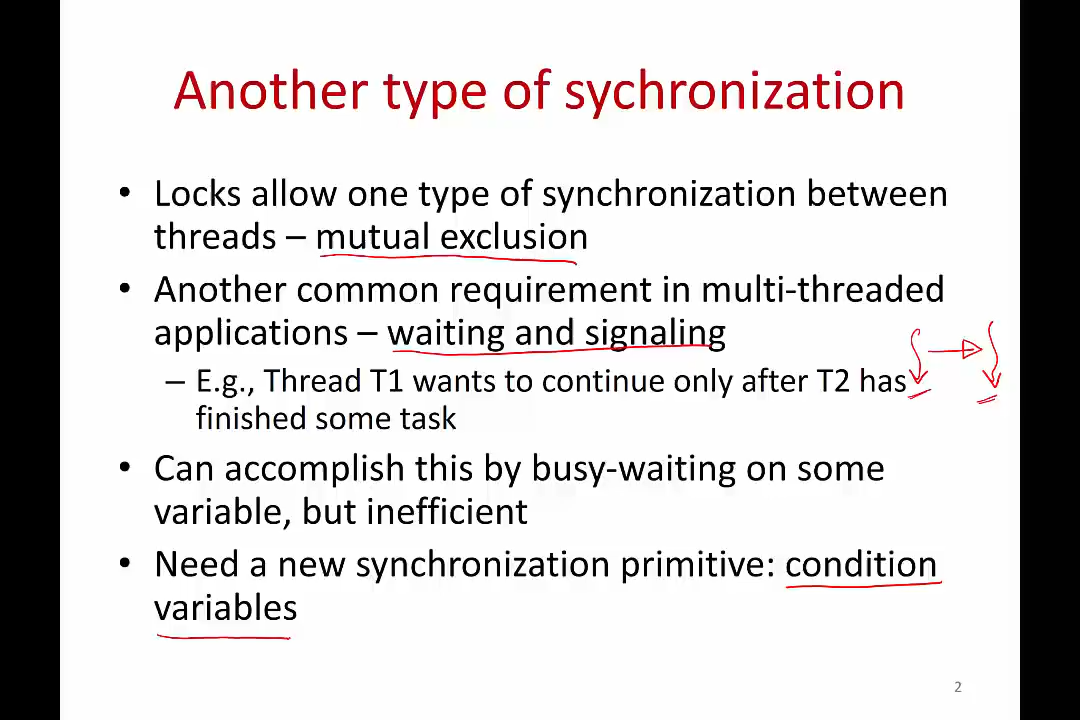 Another type of sychronization
• Locks allow one type of synchronization between
threads – mutual exclusion
• Another common requirement in multi-threaded
applications – waiting and signaling
– E.g., Thread T1 wants to continue only after T2 has
finished some task
• Can accomplish this by busy-waiting on some
variable, but inefficient
• Need a new synchronization primitive: condition
variables
2